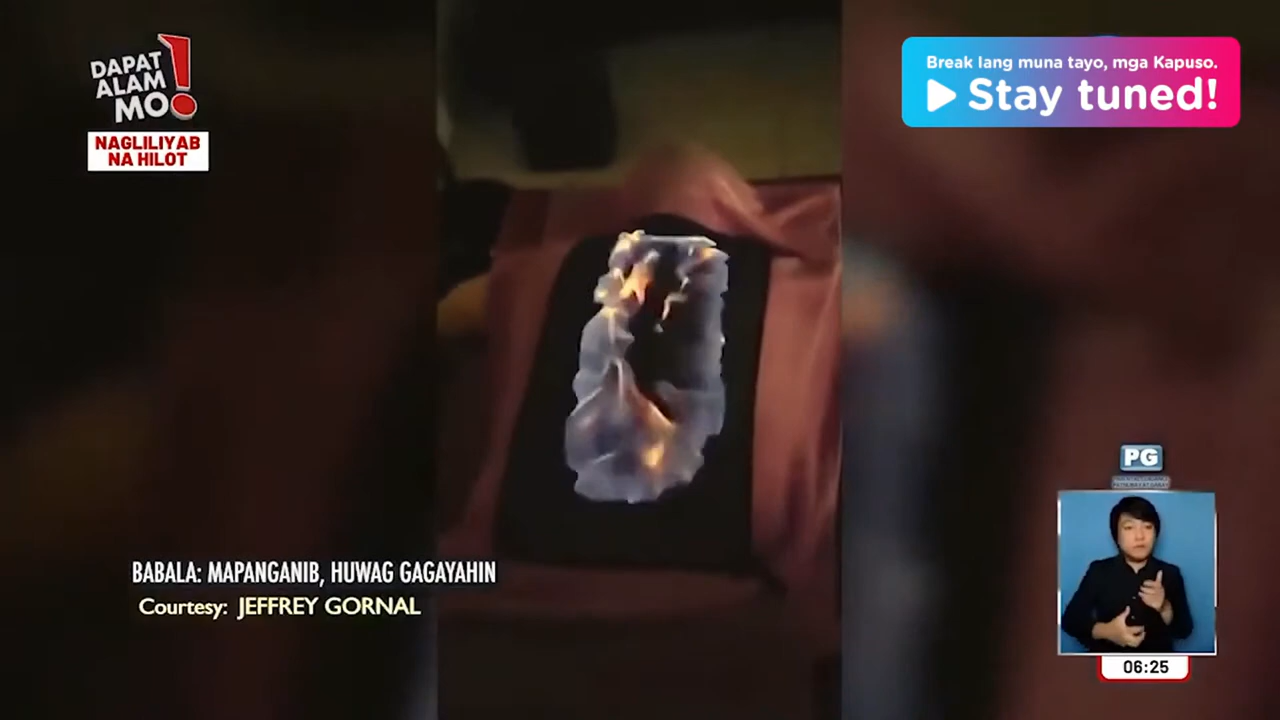 DAPAT
ALAM
MO!
NAGLILIYAB
NA HILOT
Break lang muna tayo, mga Kapuso.
Stay tuned!
PG
BABALA: MAPANGANIB, HUWAG GAGAYAHIN
Courtesy: JEFFREY GORNAL
06:25